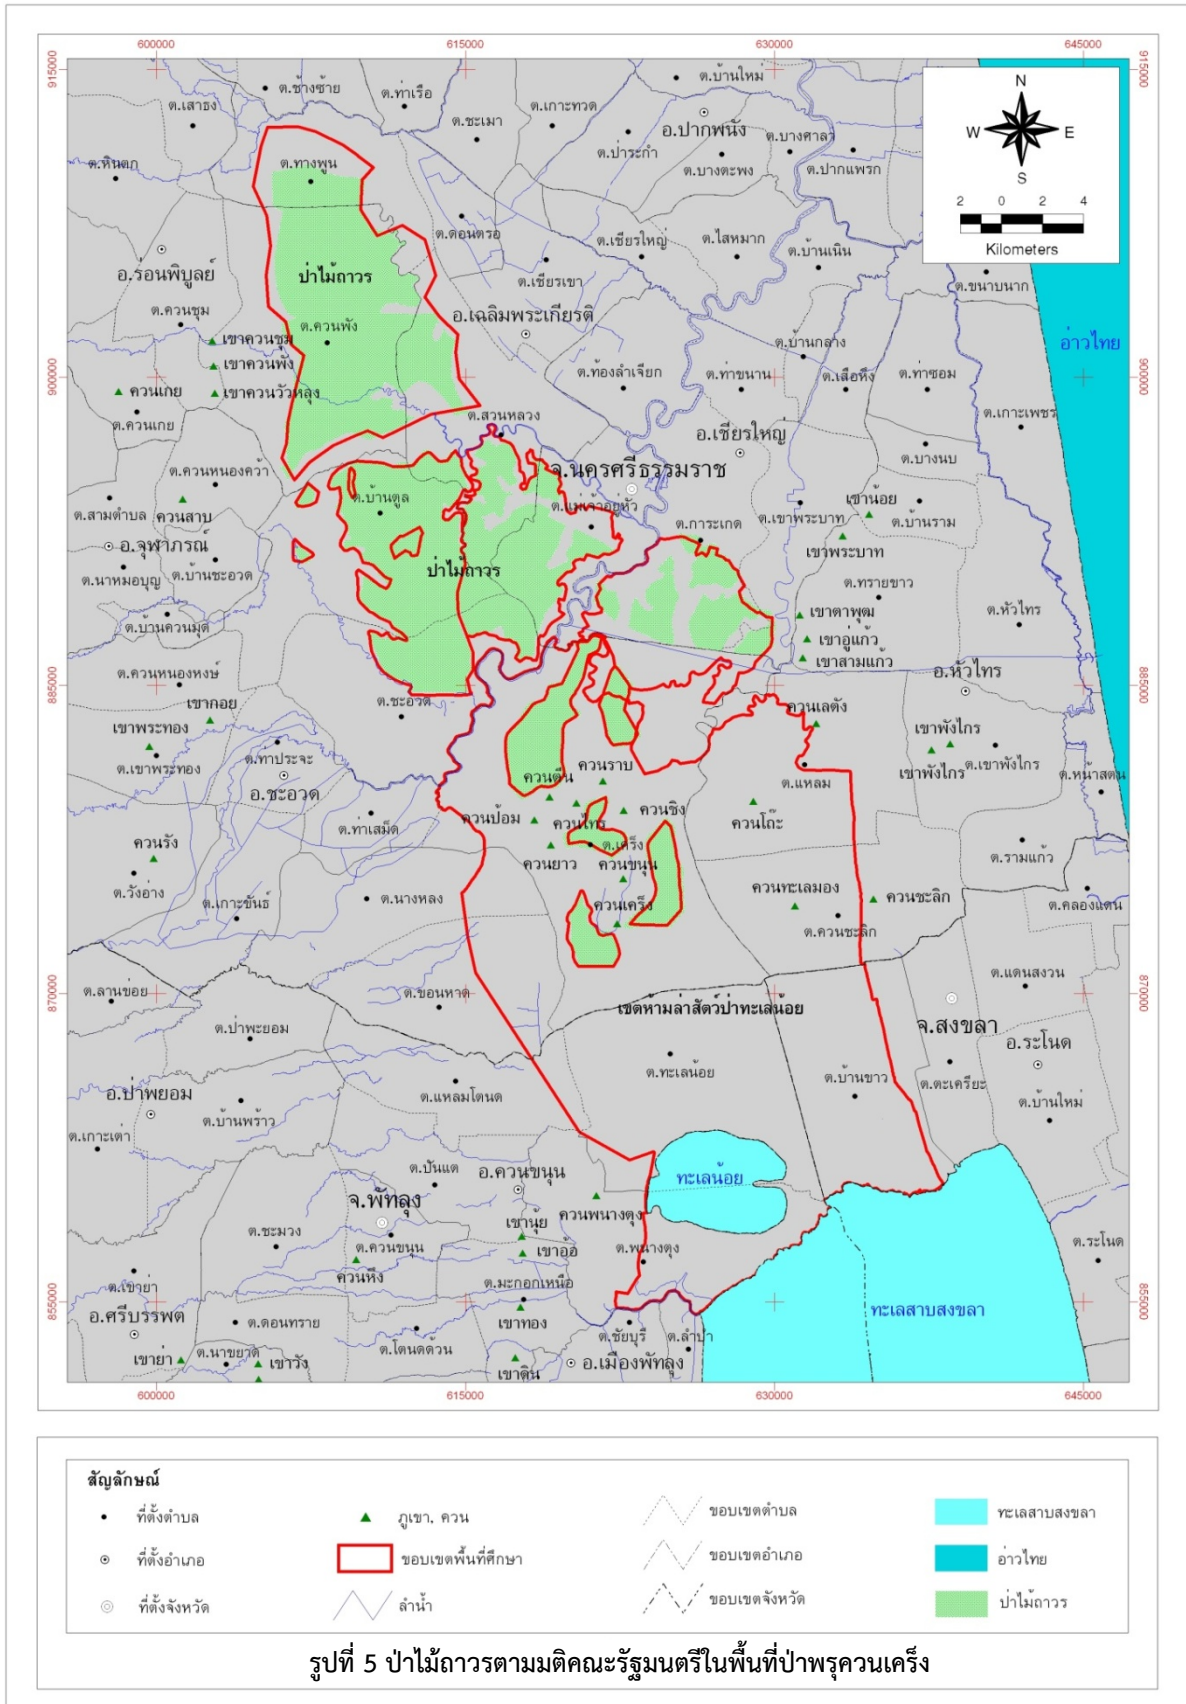 600000 615000 630000 645000
915000 915000
N
W E
S
2 0 2 4
Kilometers
ต.ช้างซ้าย
ต.ท่าเรือ
ต.บ้านใหม่
ต.เสาธง
ต.เกาะทวด
ต.ชะเมา
อ.ปากพนัง
ต.ป่าระกำ
ต.บางศาลา
ต.บางตะพง
ต.ปากแพรก
ต.หินตก
ต.ทางพูน
ต.ดอนตรอ
ต.เชียรใหญ่
ต.ไสหมาก
ต.บ้านเนิน
อ.ร่อนพิบูลย์
ป่าไม้ถาวร
ต.เชียรเขา
ต.ขนาบนาก
ต.ควนชุม
อ.เฉลิมพระเกียรติ
เขาควนชุม
ต.ควนพัง
ต.บ้านกลาง
อ่าวไทย
เขาควนพัง
ต.ท้องลำเจียก
900000 900000
ควนเกย
เขาควนวัวหลุง
ต.ท่าขนาน
ต.เสือหึง
ต.ท่าซอม
ต.ควนเกย
ต.สวนหลวง
ต.เกาะเพชร
อ.เชียรใหญ่
ต.บางนบ
ต.ควนหนองคว้า
จ.นครศรีธรรมราช
ต.บ้านตูล
ต.แม่เจ้าอยู่หัว
ต.สามตำบล
ควนสาบ
ต.การะเกด
ต.เขาพระบาท
เขาน้อย
ต.บ้านราม
อ.จุฬาภรณ์
เขาพระบาท
ต.นาหมอบุญ
ต.บ้านชะอวด
ป่าไม้ถาวร
ต.ทรายขาว
ต.บ้านควนมุด
เขาตาพุฒ
ต.หัวไทร
เขาอู่แก้ว
เขาสามแก้ว
ต.ควนหนองหงษ์
อ.หัวไทร
885000 885000
เขากอย
ต.ชะอวด
ควนเลตัง
เขาพระทอง
เขาพังไกร
ต.ท่าประจะ
ต.เขาพระทอง
ต.เขาพังไกร
เขาพังไกร
ต.หน้าสตน
อ.ชะอวด
ควนราบ
ต.แหลม
ควนตีน
ควนป้อม
ควนไทร
ควนชิง
ควนโถะ
ต.ท่าเสม็ด
ควนรัง
ต.เคร็ง
ต.รามแก้ว
ควนยาว
ควนขนุน
ต.วังอ่าง
ควนทะเลมอง
ควนชะลิก
ต.นางหลง
ต.เกาะขันธ์
ควนเคร็ง
ต.ควนชะลิก
ต.คลองแดน
ต.แดนสงวน
870000 870000
ต.ลานข่อย
ต.ขอนหาด
เขตห้ามล่าสัตว์ป่าทะเลน้อย
จ.สงขลา
ต.ป่าพะยอม
อ.ระโนด
ต.ทะเลน้อย
ต.บ้านขาว
ต.ตะเครียะ
อ.ป่าพยอม
ต.แหลมโตนด
ต.บ้านใหม่
ต.บ้านพร้าว
ต.เกาะเต่า
ต.ปันแต
อ.ควนขนุน
ทะเลน้อย
จ.พัทลุง
ควนพนางตุง
เขานุ้ย
ต.ชะมวง
ต.ควนขนุน
เขาอ้อ
ต.พนางตุง
ต.ระโนด
ควนหึง
ต.มะกอกเหนือ
ต.เขาย่า
855000 855000
อ.ศรีบรรพต
ต.ดอนทราย
เขาทอง
ทะเลสาบสงขลา
ต.โตนดด้วน
ต.ชัยบุรี
ต.ลำปำ
เขาย่า
ต.นาขยาด
เขาวัง
เขาดิน
อ.เมืองพัทลุง
600000 615000 630000 645000
สัญลักษณ์
ที่ตั้งตำบล
ภูเขา, ควน
ขอบเขตตำบล
ทะเลสาบสงขลา
ที่ตั้งอำเภอ
ขอบเขตพื้นที่ศึกษา
ขอบเขตอำเภอ
อ่าวไทย
ที่ตั้งจังหวัด
ลำน้ำ
ขอบเขตจังหวัด
ป่าไม้ถาวร
รูปที่ 5 ป่าไม้ถาวรตามมติคณะรัฐมนตรีในพื้นที่ป่าพรุควนเคร็ง